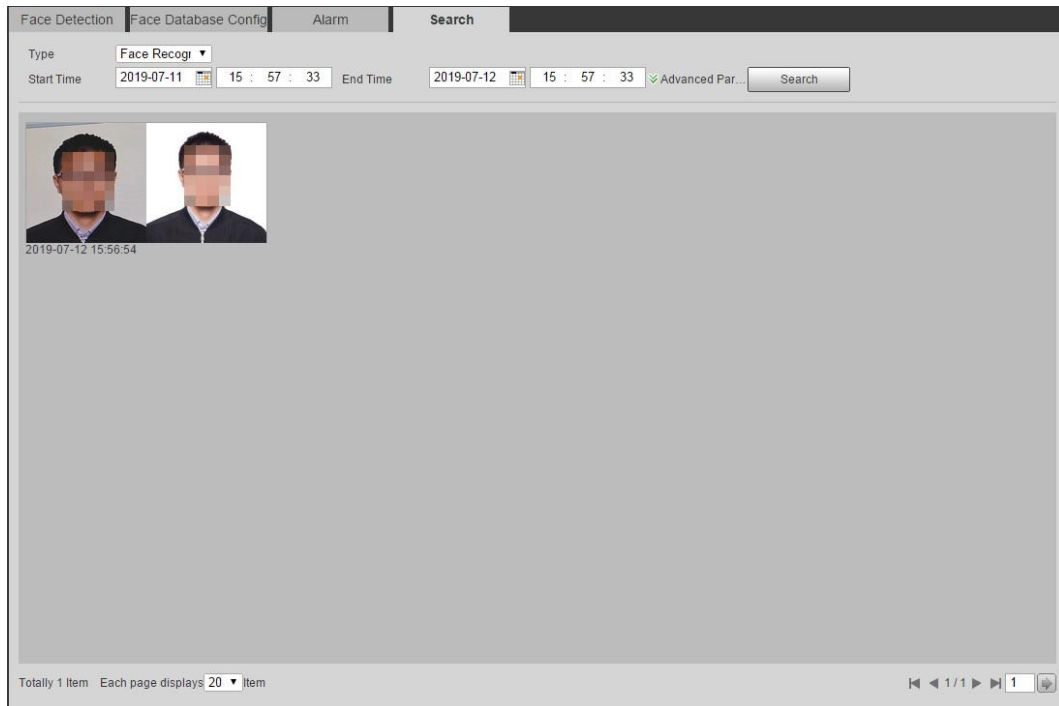 Face Detection Face Database Config Alarm Search
Type Face Recogr
Start Time 2019-07-11 15 : 57 : 33 End Time 2019-07-12 15 : 57 : 33 Advanced Par... Search
2019-07-12 15:56:54
Totally 1 Item Each page displays 20 Item 1 / 1 1